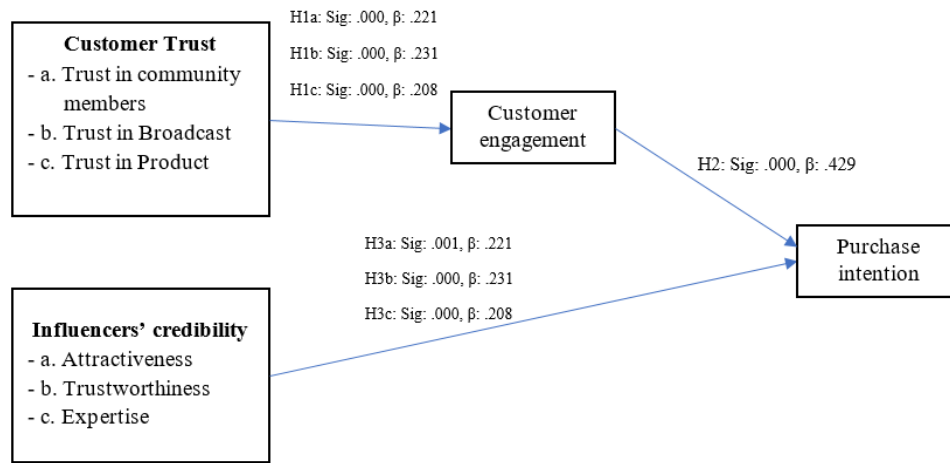 Customer Trust
- a. Trust in community
members
- b. Trust in Broadcast
- c. Trust in Product
H1a: Sig: .000, β: .221
H1b: Sig: .000, β: .231
H1c: Sig: .000, β: .208
Customer
engagement
H2: Sig: .000, β: .429
Purchase
intention
H3a: Sig: .001, β: .221
H3b: Sig: .000, β: .231
H3c: Sig: .000, β: .208
Influencers’ credibility
- a. Attractiveness
- b. Trustworthiness
- c. Expertise